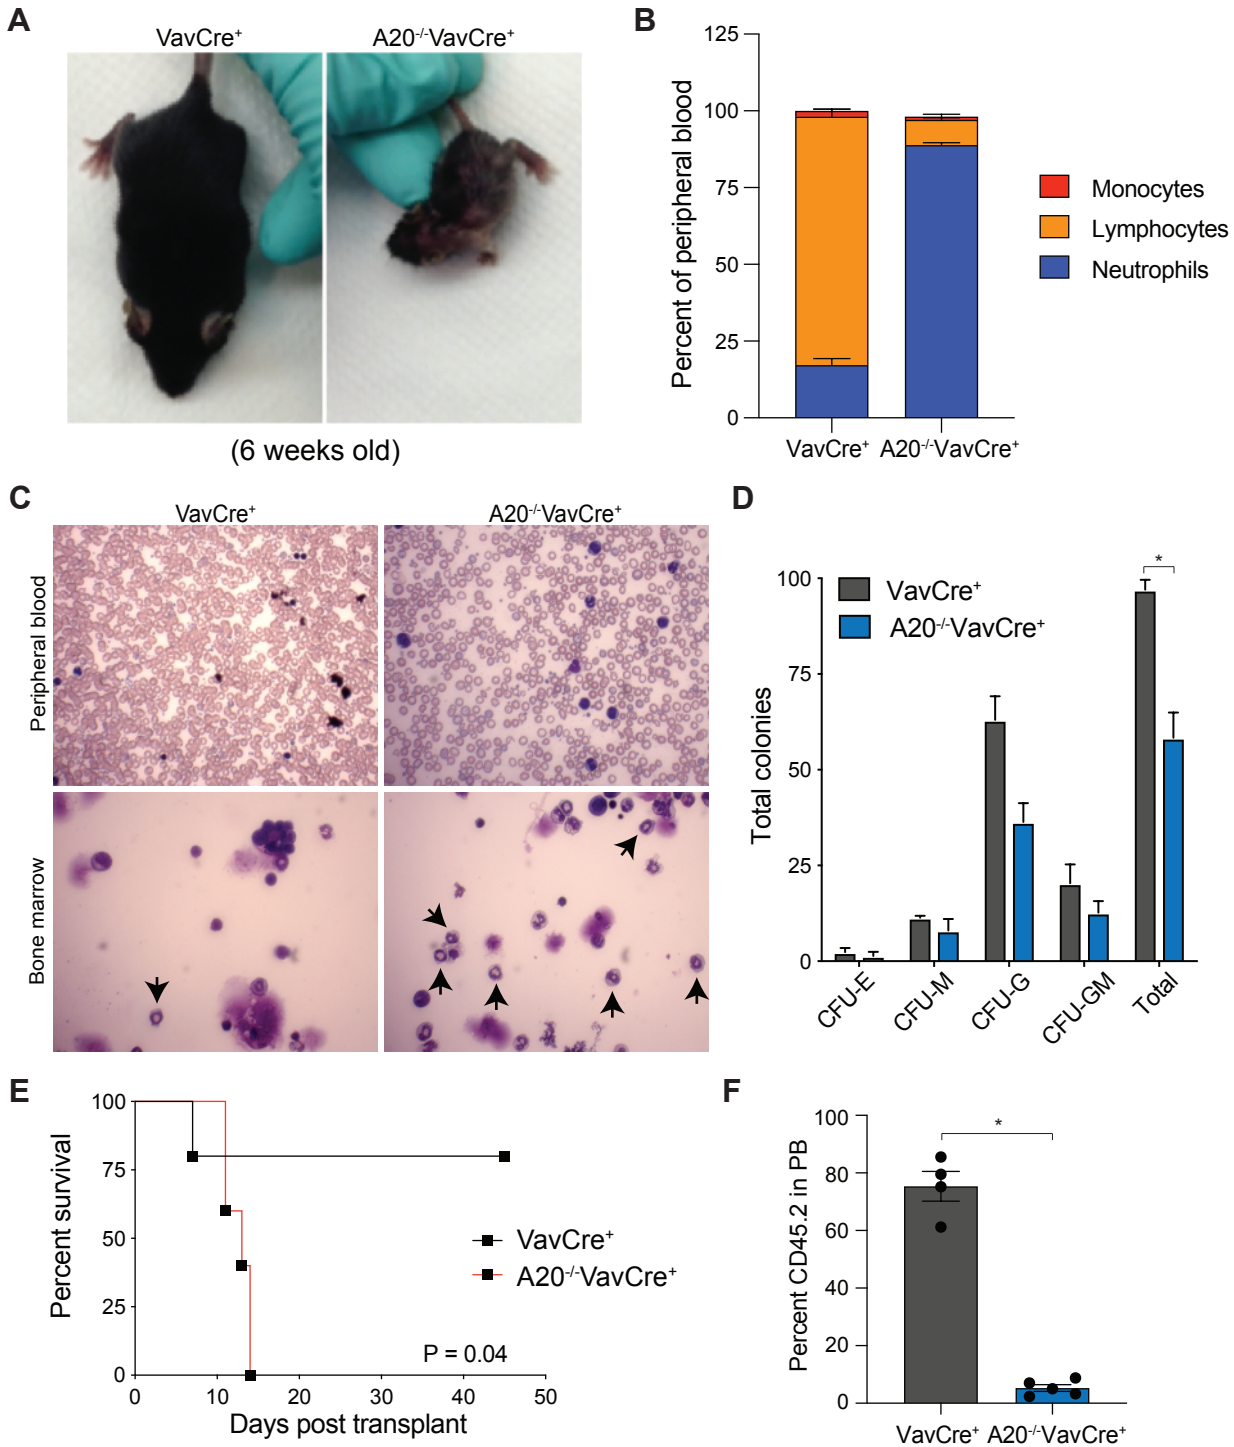 A
VavCre⁺
A20⁻/⁻VavCre⁺
(6 weeks old)
B
Percent of peripheral blood
125
100
75
50
25
0
VavCre⁺
A20⁻/⁻VavCre⁺
Monocytes
Lymphocytes
Neutrophils
C
VavCre⁺
A20⁻/⁻VavCre⁺
Peripheral blood
Bone marrow
D
Total colonies
100
75
50
25
0
VavCre⁺
A20⁻/⁻VavCre⁺
*
CFU-E
CFU-M
CFU-G
CFU-GM
Total
E
Percent survival
100
75
50
25
0
0
10
20
30
40
50
Days post transplant
VavCre⁺
A20⁻/⁻VavCre⁺
P = 0.04
F
Percent CD45.2 in PB
100
80
60
40
20
0
*
VavCre⁺
A20⁻/⁻VavCre⁺